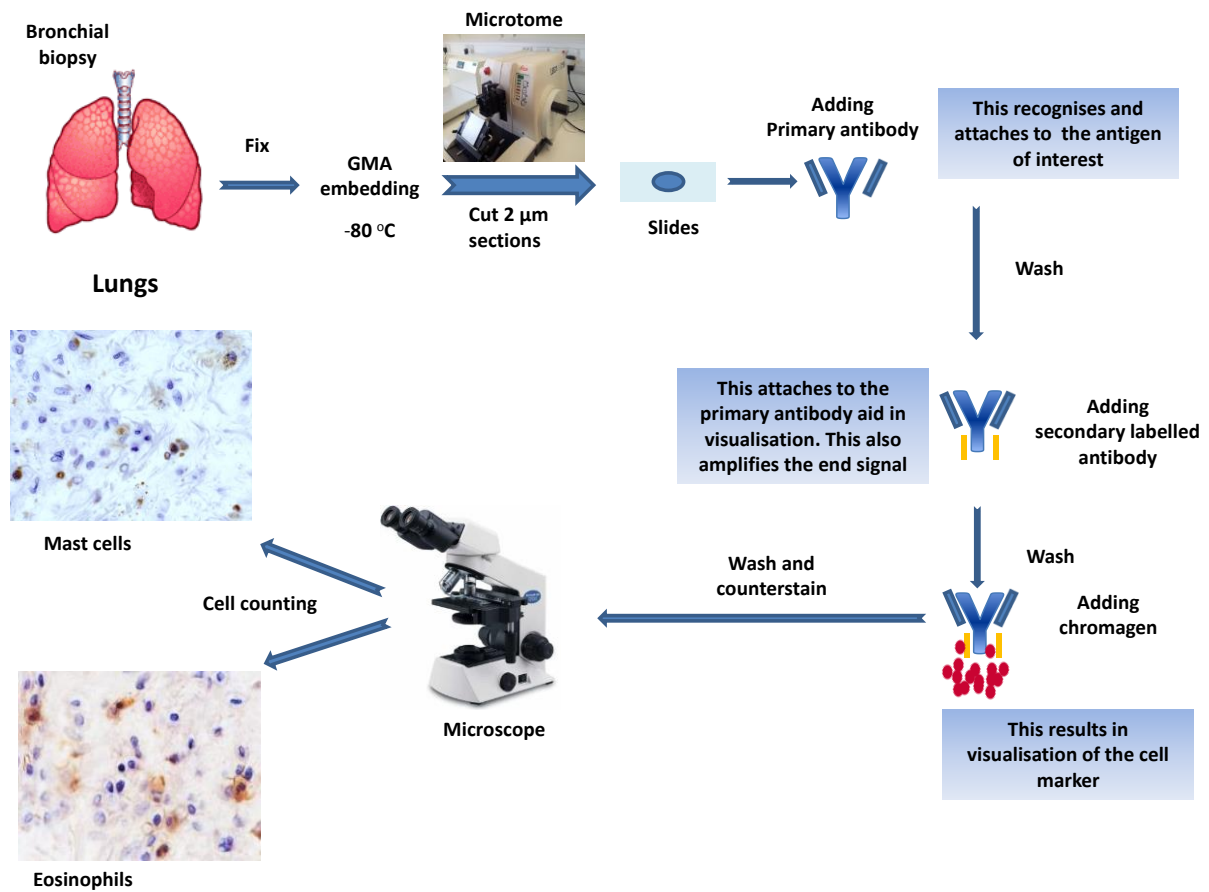 Bronchial
biopsy
Lungs
Fix
GMA
embedding
-80 °C
Microtome
Cut 2 µm
sections
Slides
Adding
Primary antibody
This recognises and
attaches to the antigen
of interest
Wash
This attaches to the
primary antibody aid in
visualisation. This also
amplifies the end signal
Adding
secondary labelled
antibody
Wash
Adding
chromagen
This results in
visualisation of the cell
marker
Wash and
counterstain
Microscope
Cell counting
Mast cells
Eosinophils